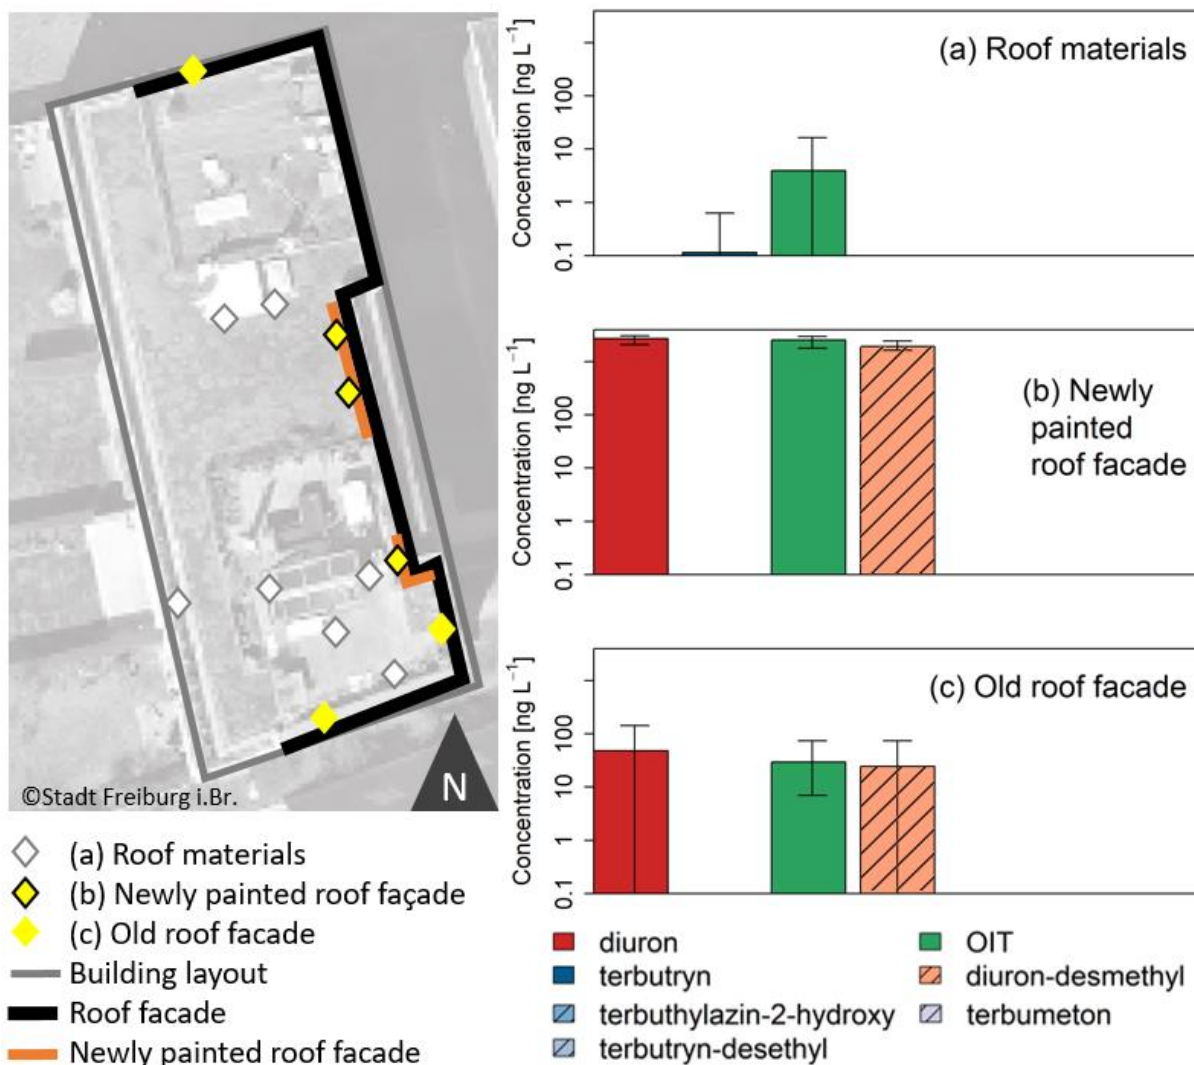 N
©Stadt Freiburg i.Br.
(a) Roof materials
(b) Newly painted roof façade
(c) Old roof facade
Building layout
Roof facade
Newly painted roof facade
Concentration [ng L⁻¹]
100
10
1
0.1
(a) Roof materials
Concentration [ng L⁻¹]
100
10
1
0.1
(b) Newly
painted
roof facade
Concentration [ng L⁻¹]
100
10
1
0.1
(c) Old roof facade
diuron
terbutryn
terbuthylazin-2-hydroxy
terbutryn-desethyl
OIT
diuron-desmethyl
terbumeton